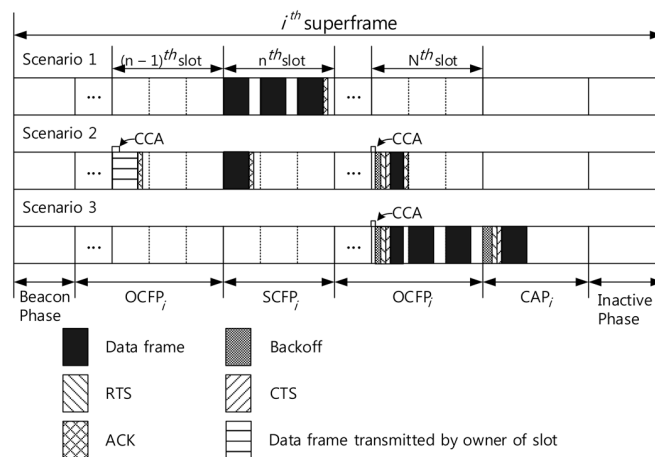 i^th superframe
Scenario 1
(n - 1)^th slot
n^th slot
N^th slot
...
...
Scenario 2
CCA
CCA
...
...
Scenario 3
CCA
...
...
Beacon Phase
OCFP_i
SCFP_i
OCFP_i
CAP_i
Inactive Phase
Data frame
Backoff
RTS
CTS
ACK
Data frame transmitted by owner of slot